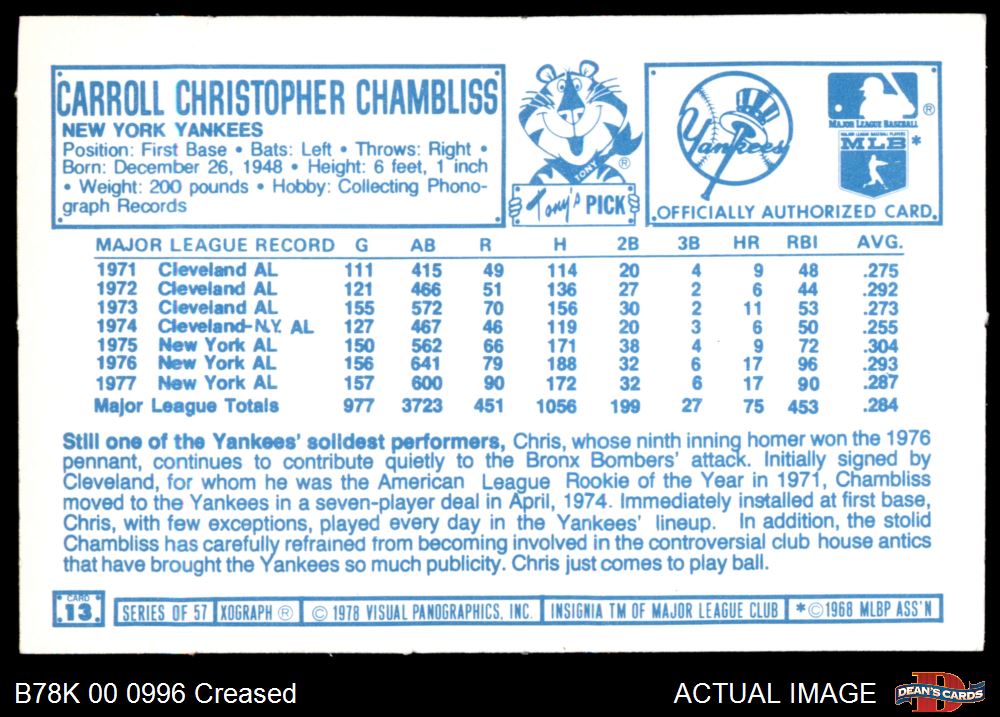 CARROLL CHRISTOPHER CHAMBLISS
NEW YORK YANKEES
Position: First Base • Bats: Left • Throws: Right •
Born: December 26, 1948 • Height: 6 feet, 1 inch
• Weight: 200 pounds • Hobby: Collecting Phono-
graph Records
TONY
®
Tony's PICK
Yankees
®
MAJOR LEAGUE BASEBALL
MAJOR LEAGUE BASEBALL PLAYERS
MLB *
OFFICIALLY AUTHORIZED CARD.
MAJOR LEAGUE RECORD G AB R H 2B 3B HR RBI AVG.
1971 Cleveland AL 111 415 49 114 20 4 9 48 .275
1972 Cleveland AL 121 466 51 136 27 2 6 44 .292
1973 Cleveland AL 155 572 70 156 30 2 11 53 .273
1974 Cleveland-N.Y. AL 127 467 46 119 20 3 6 50 .255
1975 New York AL 150 562 66 171 38 4 9 72 .304
1976 New York AL 156 641 79 188 32 6 17 96 .293
1977 New York AL 157 600 90 172 32 6 17 90 .287
Major League Totals 977 3723 451 1056 199 27 75 453 .284
Still one of the Yankees' solidest performers, Chris, whose ninth inning homer won the 1976
pennant, continues to contribute quietly to the Bronx Bombers' attack. Initially signed by
Cleveland, for whom he was the American League Rookie of the Year in 1971, Chambliss
moved to the Yankees in a seven-player deal in April, 1974. Immediately installed at first base,
Chris, with few exceptions, played every day in the Yankees' lineup. In addition, the stolid
Chambliss has carefully refrained from becoming involved in the controversial club house antics
that have brought the Yankees so much publicity. Chris just comes to play ball.
CARD
13
SERIES OF 57 XOGRAPH ® © 1978 VISUAL PANOGRAPHICS, INC. INSIGNIA TM OF MAJOR LEAGUE CLUB *©1968 MLBP ASS'N
B78K 00 0996 Creased
ACTUAL IMAGE
DEAN'S CARDS